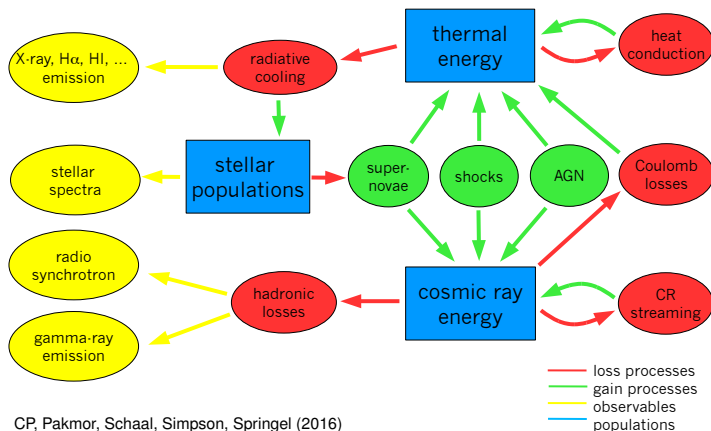 X-ray, Hα, HI, ...
emission
radiative
cooling
thermal
energy
heat
conduction
stellar
spectra
stellar
populations
super-
novae
shocks
AGN
Coulomb
losses
radio
synchrotron
gamma-ray
emission
hadronic
losses
cosmic ray
energy
CR
streaming
loss processes
gain processes
observables
populations
CP, Pakmor, Schaal, Simpson, Springel (2016)